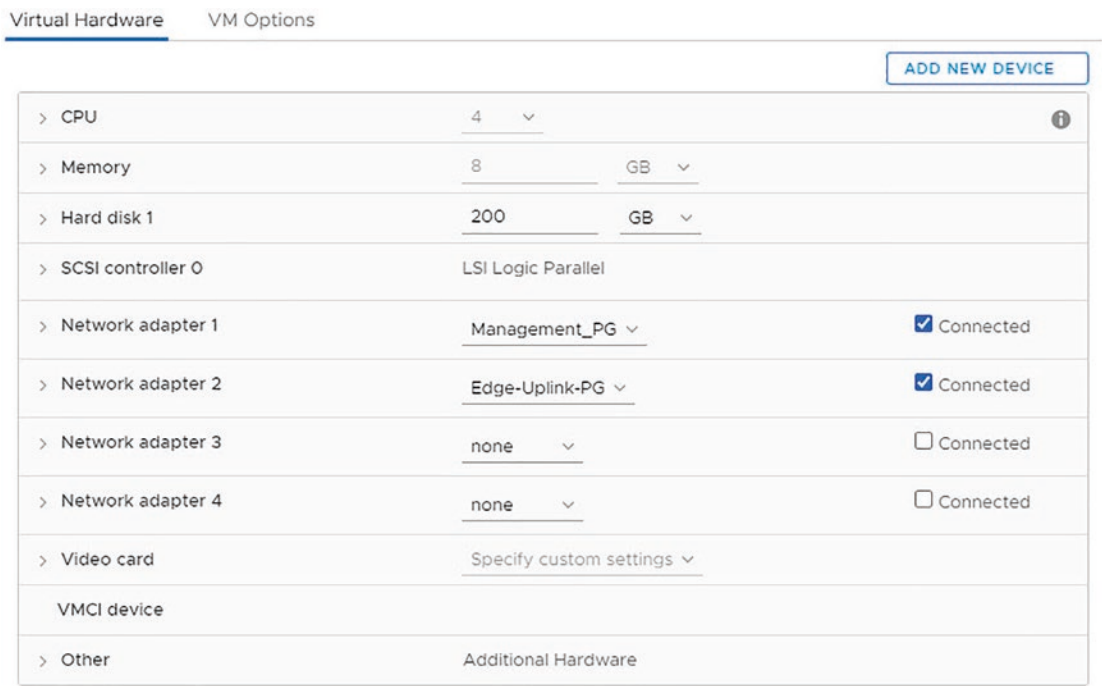 Virtual Hardware VM Options
ADD NEW DEVICE
CPU 4
Memory 8 GB
Hard disk 1 200 GB
SCSI controller 0 LSI Logic Parallel
Network adapter 1 Management_PG Connected
Network adapter 2 Edge-Uplink-PG Connected
Network adapter 3 none Connected
Network adapter 4 none Connected
Video card Specify custom settings
VMCI device
Other Additional Hardware